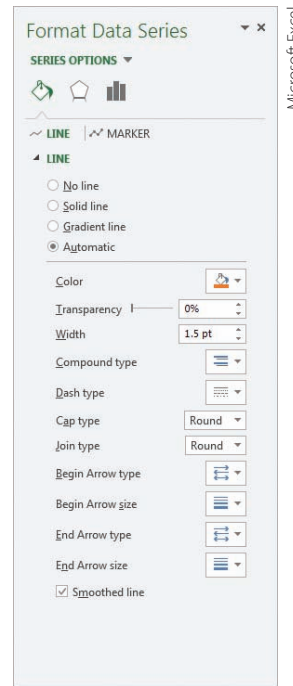 Format Data Series
SERIES OPTIONS
LINE
MARKER
LINE
No line
Solid line
Gradient line
Automatic
Color
Transparency 0%
Width 1.5 pt
Compound type
Dash type
Cap type Round
Join type Round
Begin Arrow type
Begin Arrow size
End Arrow type
End Arrow size
Smoothed line
Microsoft Excel